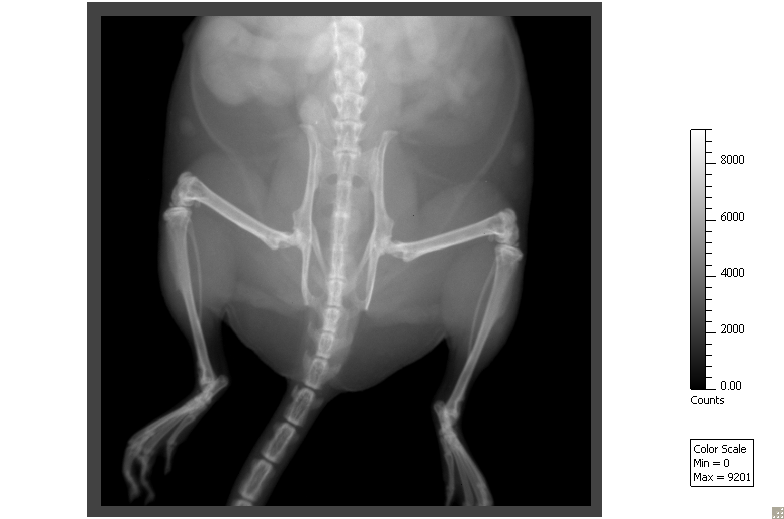 8000
6000
4000
2000
0.00
Counts
Color Scale
Min = 0
Max = 9201